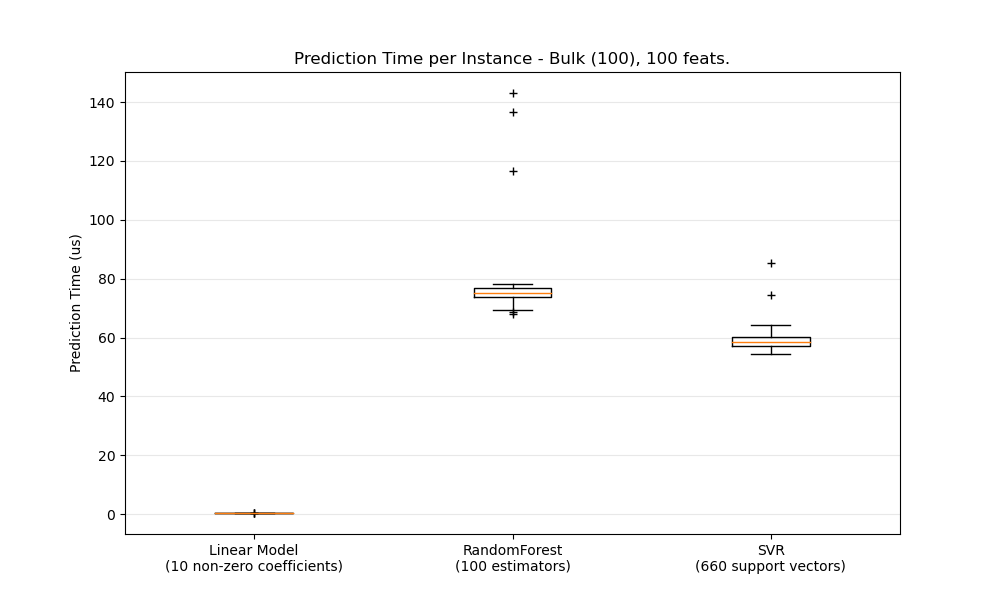 Prediction Time per Instance - Bulk (100), 100 feats.
Prediction Time (us)
140
120
100
80
60
40
20
0
Linear Model
(10 non-zero coefficients)
RandomForest
(100 estimators)
SVR
(660 support vectors)